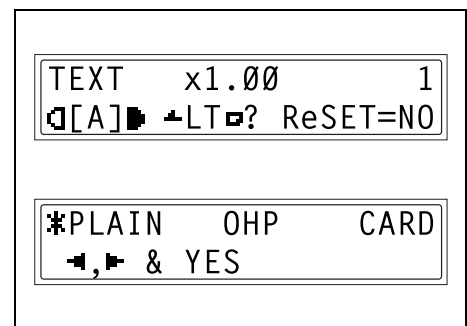 TEXT x1.00 1
[A] LT? ReSET=NO
*PLAIN OHP CARD
◄,► & YES